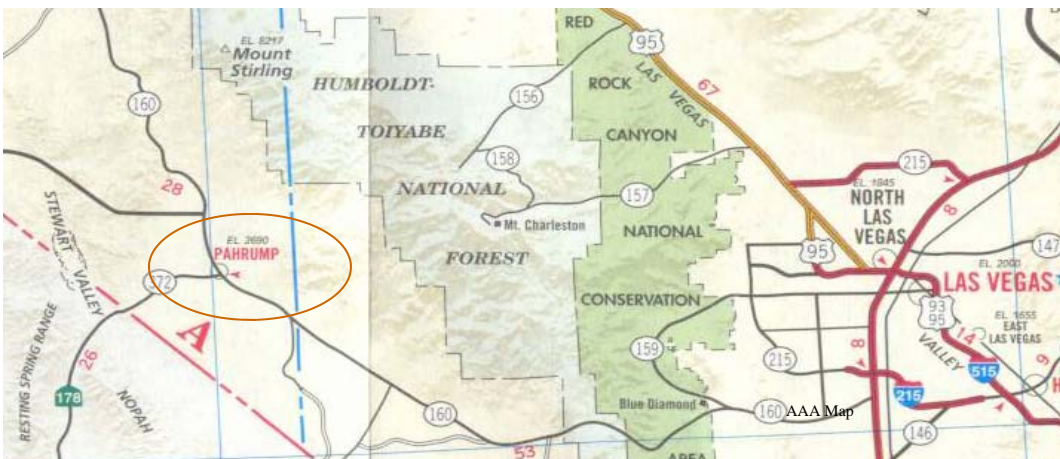 RED
EL 8217
Mount
Stirling
95
LAS VEGAS
67
HUMBOLDT-
ROCK
160
156
TOIYABE
CANYON
158
215
28
NATIONAL
157
EL. 1845
NORTH
LAS
VEGAS
8
STEWART VALLEY
EL 2690
PAHRUMP
Mt. Charleston
NATIONAL
95
147
FOREST
EL. 2000
LAS VEGAS
372
CONSERVATION
93
95
EL. 1655
EAST
LAS VEGAS
A
159
215
8
VALLEY
14
515
9
26
RESTING SPRING RANGE
178
NOPAH
160
Blue Diamond
160
AAA Map
215
H
146
53
AREA